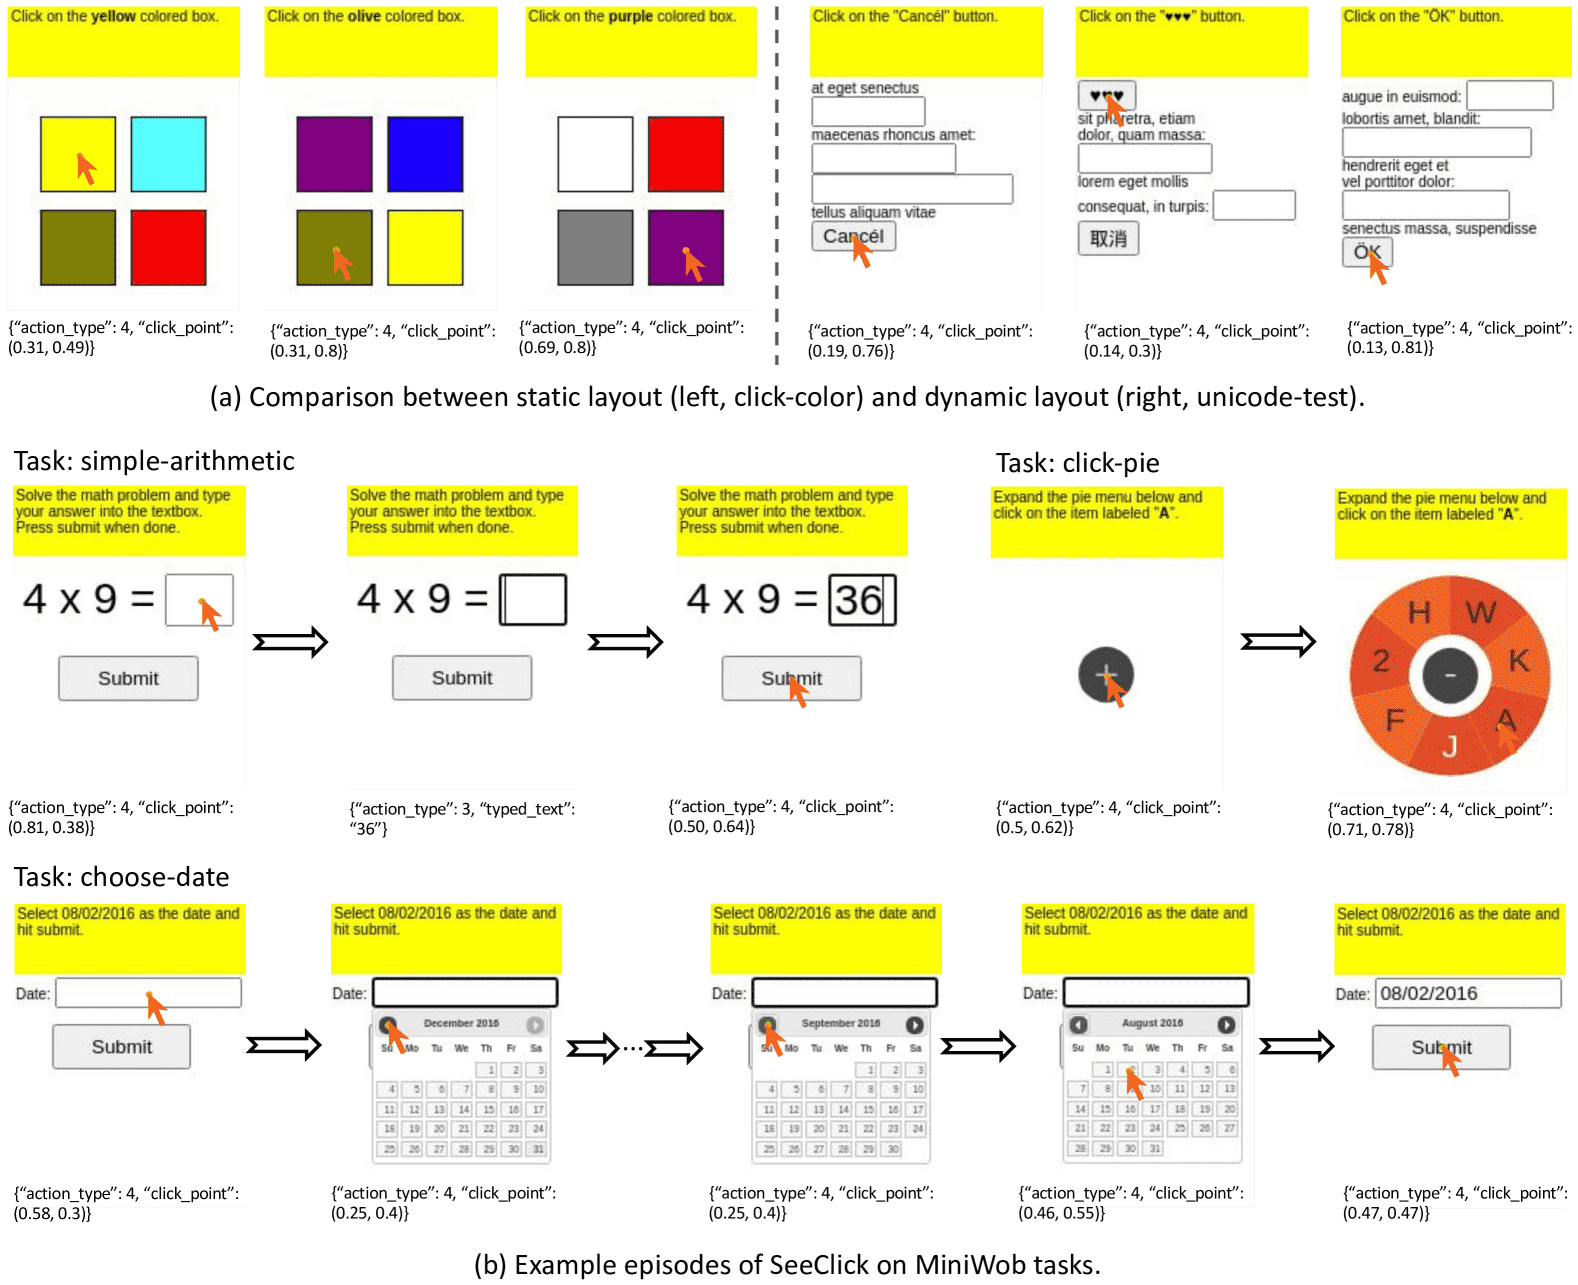 Click on the yellow colored box.
Click on the olive colored box.
Click on the purple colored box.
{“action_type”: 4, “click_point”:
(0.31, 0.49)}
{“action_type”: 4, “click_point”:
(0.31, 0.8)}
{“action_type”: 4, “click_point”:
(0.69, 0.8)}
Click on the "Cancél" button.
at eget senectus
maecenas rhoncus amet:
tellus aliquam vitae
Cancél
{“action_type”: 4, “click_point”:
(0.19, 0.76)}
Click on the "♥♥♥" button.
♥♥♥
sit pharetra, etiam
dolor, quam massa:
lorem eget mollis
consequat, in turpis:
取消
{“action_type”: 4, “click_point”:
(0.14, 0.3)}
Click on the "ÖK" button.
augue in euismod:
lobortis amet, blandit:
hendrerit eget et
vel porttitor dolor:
senectus massa, suspendisse
ÖK
{“action_type”: 4, “click_point”:
(0.13, 0.81)}
(a) Comparison between static layout (left, click-color) and dynamic layout (right, unicode-test).
Task: simple-arithmetic
Solve the math problem and type
your answer into the textbox.
Press submit when done.
4 x 9 =
Submit
{“action_type”: 4, “click_point”:
(0.81, 0.38)}
Solve the math problem and type
your answer into the textbox.
Press submit when done.
4 x 9 =
Submit
{“action_type”: 3, “typed_text”:
“36”}
Solve the math problem and type
your answer into the textbox.
Press submit when done.
4 x 9 = 36
Submit
{“action_type”: 4, “click_point”:
(0.50, 0.64)}
Task: click-pie
Expand the pie menu below and
click on the item labeled "A".
+
{“action_type”: 4, “click_point”:
(0.5, 0.62)}
Expand the pie menu below and
click on the item labeled "A".
H W
2 K
-
F A
J
{“action_type”: 4, “click_point”:
(0.71, 0.78)}
Task: choose-date
Select 08/02/2016 as the date and
hit submit.
Date:
Submit
{“action_type”: 4, “click_point”:
(0.58, 0.3)}
Select 08/02/2016 as the date and
hit submit.
Date:
December 2016
Su Mo Tu We Th Fr Sa
1 2 3
4 5 6 7 8 9 10
11 12 13 14 15 16 17
18 19 20 21 22 23 24
25 26 27 28 29 30 31
{“action_type”: 4, “click_point”:
(0.25, 0.4)}
...
Select 08/02/2016 as the date and
hit submit.
Date:
September 2016
Su Mo Tu We Th Fr Sa
1 2 3
4 5 6 7 8 9 10
11 12 13 14 15 16 17
18 19 20 21 22 23 24
25 26 27 28 29 30
{“action_type”: 4, “click_point”:
(0.25, 0.4)}
Select 08/02/2016 as the date and
hit submit.
Date:
August 2016
Su Mo Tu We Th Fr Sa
1 2 3 4 5 6
7 8 10 11 12 13
14 15 16 17 18 19 20
21 22 23 24 25 26 27
28 29 30 31
{“action_type”: 4, “click_point”:
(0.46, 0.55)}
Select 08/02/2016 as the date and
hit submit.
Date: 08/02/2016
Submit
{“action_type”: 4, “click_point”:
(0.47, 0.47)}
(b) Example episodes of SeeClick on MiniWob tasks.